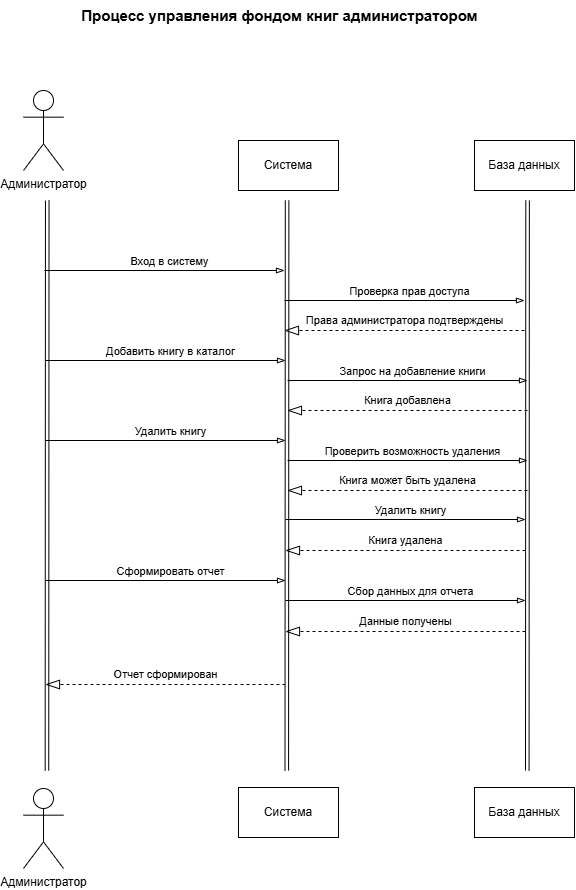 Процесс управления фондом книг администратором
Администратор
Система
База данных
Вход в систему
Проверка прав доступа
Права администратора подтверждены
Добавить книгу в каталог
Запрос на добавление книги
Книга добавлена
Удалить книгу
Проверить возможность удаления
Книга может быть удалена
Удалить книгу
Книга удалена
Сформировать отчет
Сбор данных для отчета
Данные получены
Отчет сформирован
Система
База данных
Администратор